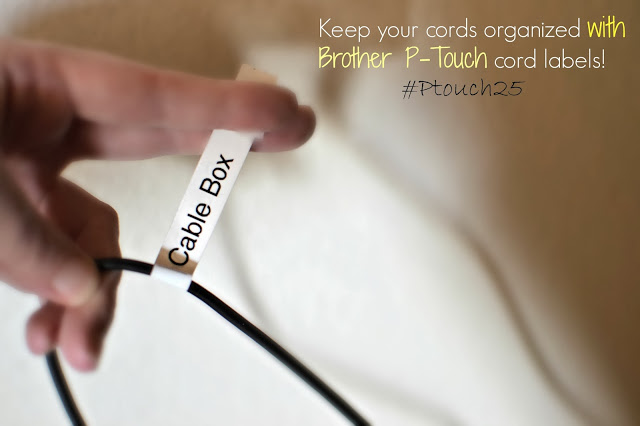 Keep your cords organized with
Brother P-Touch cord labels!
#Ptouch25
Cable Box